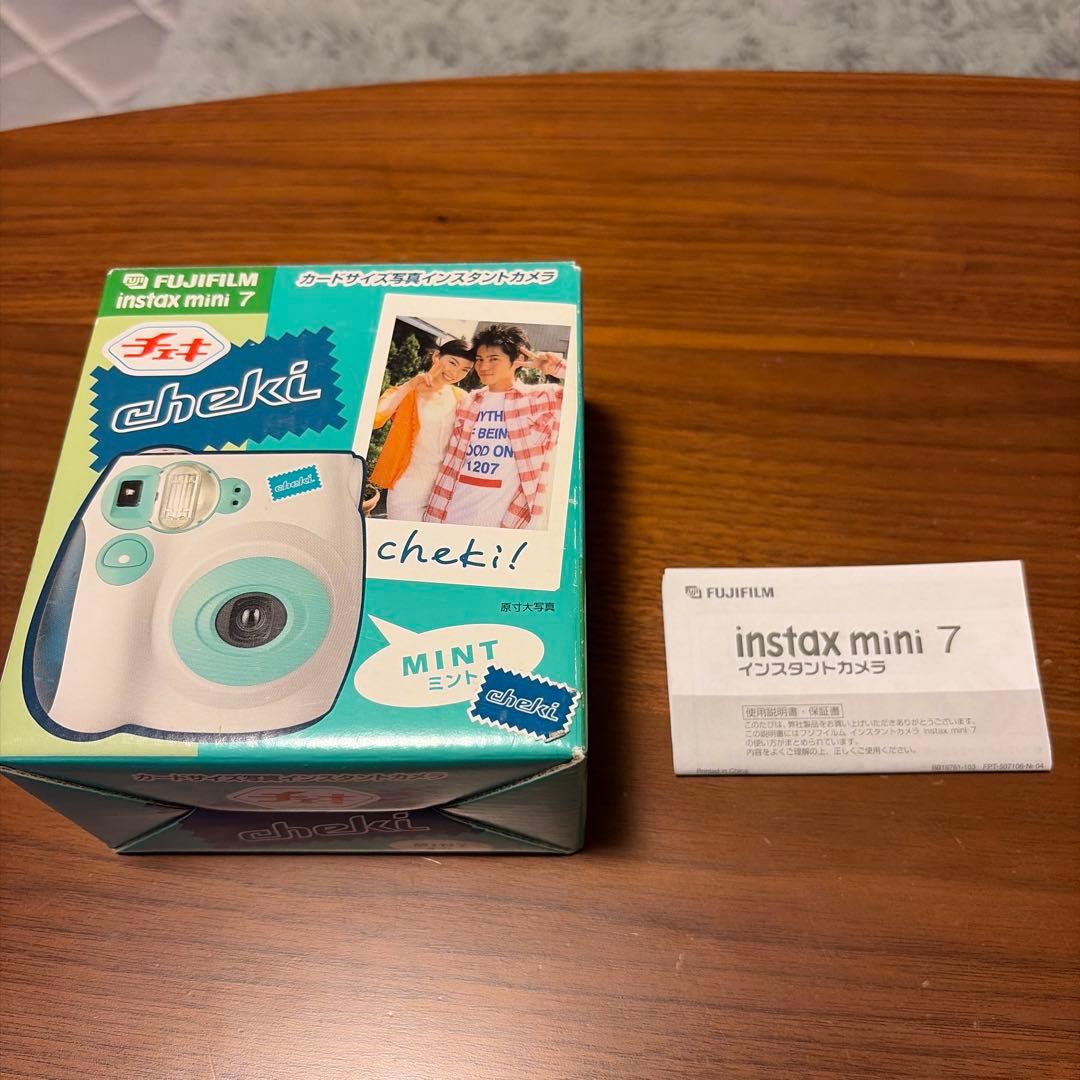 FUJI FUJIFILM
instax mini 7
カードサイズ写真インスタントカメラ
チェキ
cheki
cheki
YTH
F BEIN
OOD ON
1207
cheki!
原寸大写真
MINT
ミント
cheki
カードサイズ写真インスタントカメラ
チェキ
cheki
MINT
FUJI FUJIFILM
instax mini 7
インスタントカメラ
使用説明書・保証書
このたびは、弊社製品をお買い上げいただきありがとうございます。
この説明書にはフジフイルム インスタントカメラ instax mini 7
の使い方がまとめられています。
内容をよくご理解の上、正しくご使用ください。
Printed in China